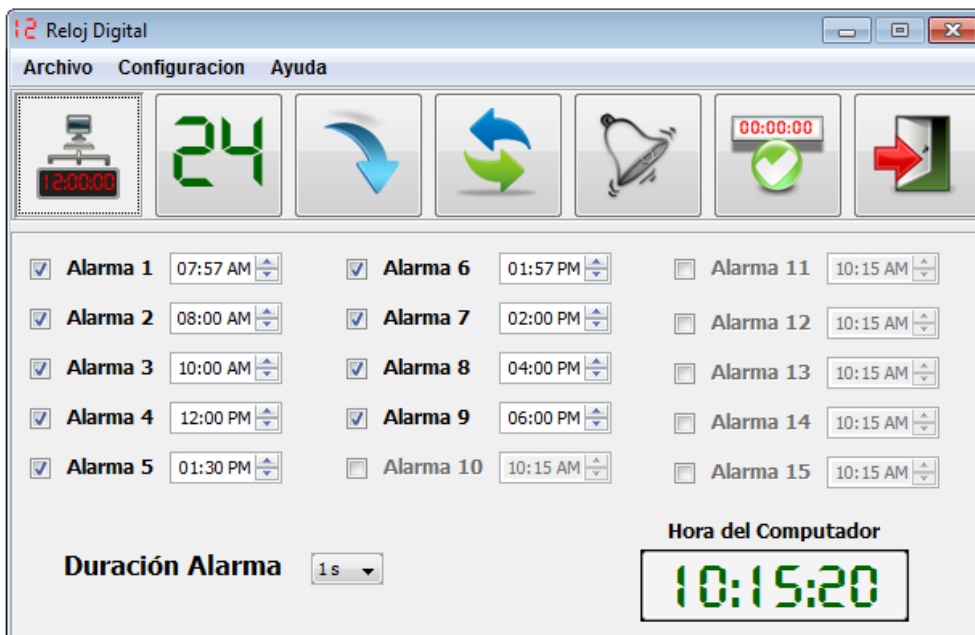 12 Reloj Digital
Archivo Configuracion Ayuda
12:00:00 24 00:00:00
Alarma 1 07:57 AM Alarma 6 01:57 PM Alarma 11 10:15 AM
Alarma 2 08:00 AM Alarma 7 02:00 PM Alarma 12 10:15 AM
Alarma 3 10:00 AM Alarma 8 04:00 PM Alarma 13 10:15 AM
Alarma 4 12:00 PM Alarma 9 06:00 PM Alarma 14 10:15 AM
Alarma 5 01:30 PM Alarma 10 10:15 AM Alarma 15 10:15 AM
Hora del Computador
Duración Alarma 1 s 10:15:20